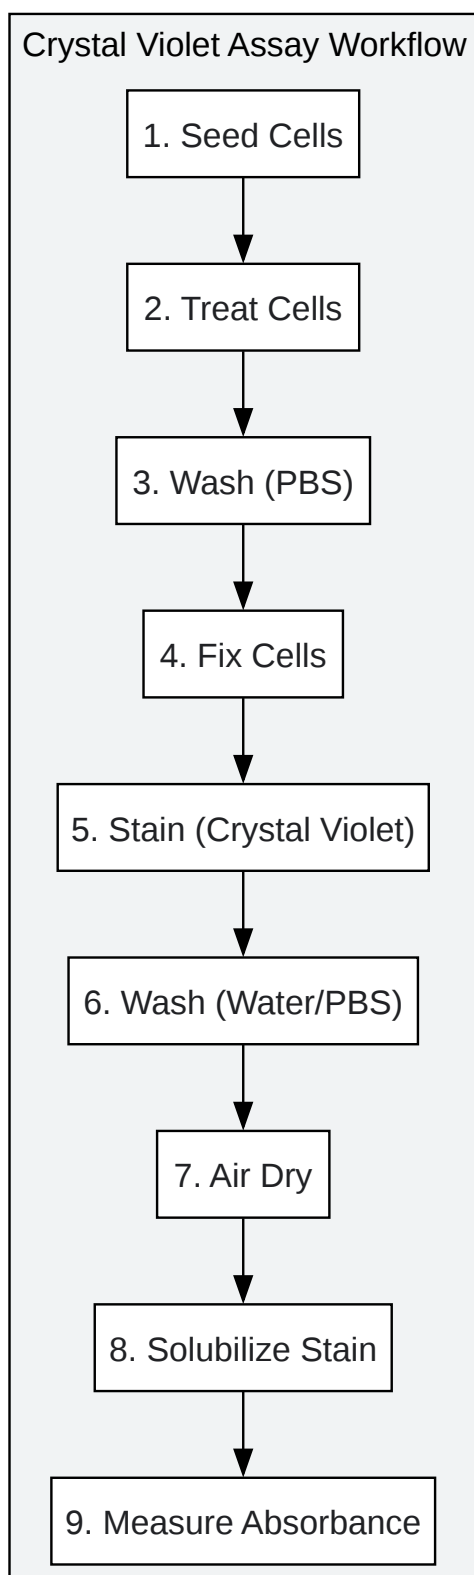 Crystal Violet Assay Workflow
1. Seed Cells
2. Treat Cells
3. Wash (PBS)
4. Fix Cells
5. Stain (Crystal Violet)
6. Wash (Water/PBS)
7. Air Dry
8. Solubilize Stain
9. Measure Absorbance